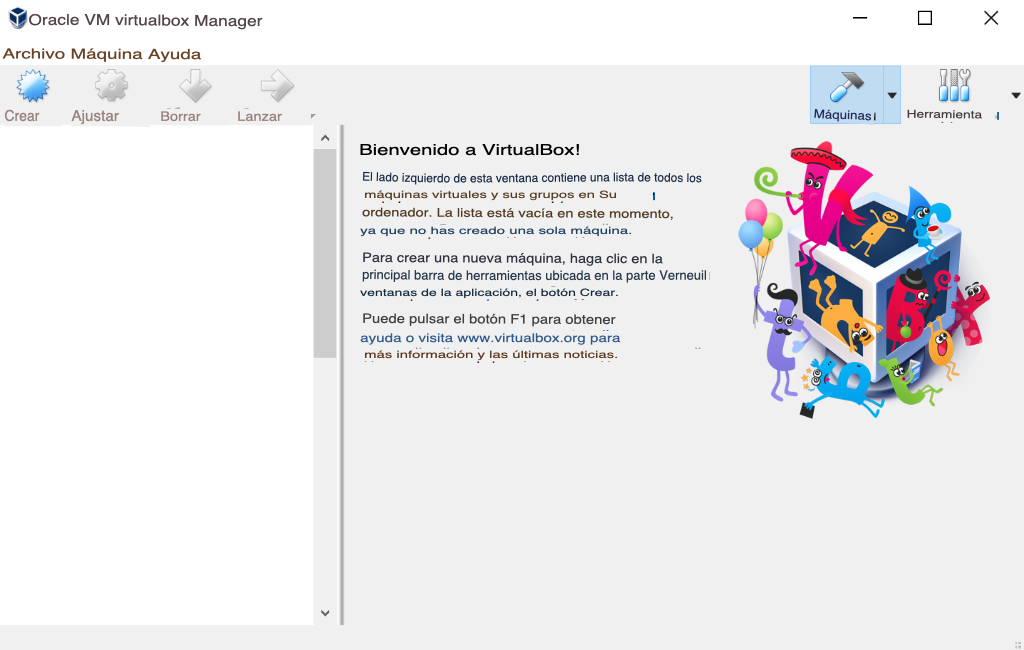 Oracle VM virtualbox Manager
Archivo Máquina Ayuda
Crear Ajustar Borrar Lanzar
Máquinas Herramienta
Bienvenido a VirtualBox!
El lado izquierdo de esta ventana contiene una lista de todos los
máquinas virtuales y sus grupos en Su
ordenador. La lista está vacía en este momento,
ya que no has creado una sola máquina.
Para crear una nueva máquina, haga clic en la
principal barra de herramientas ubicada en la parte Verneuil
ventanas de la aplicación, el botón Crear.
Puede pulsar el botón F1 para obtener
ayuda o visita www.virtualbox.org para
más información y las últimas noticias.